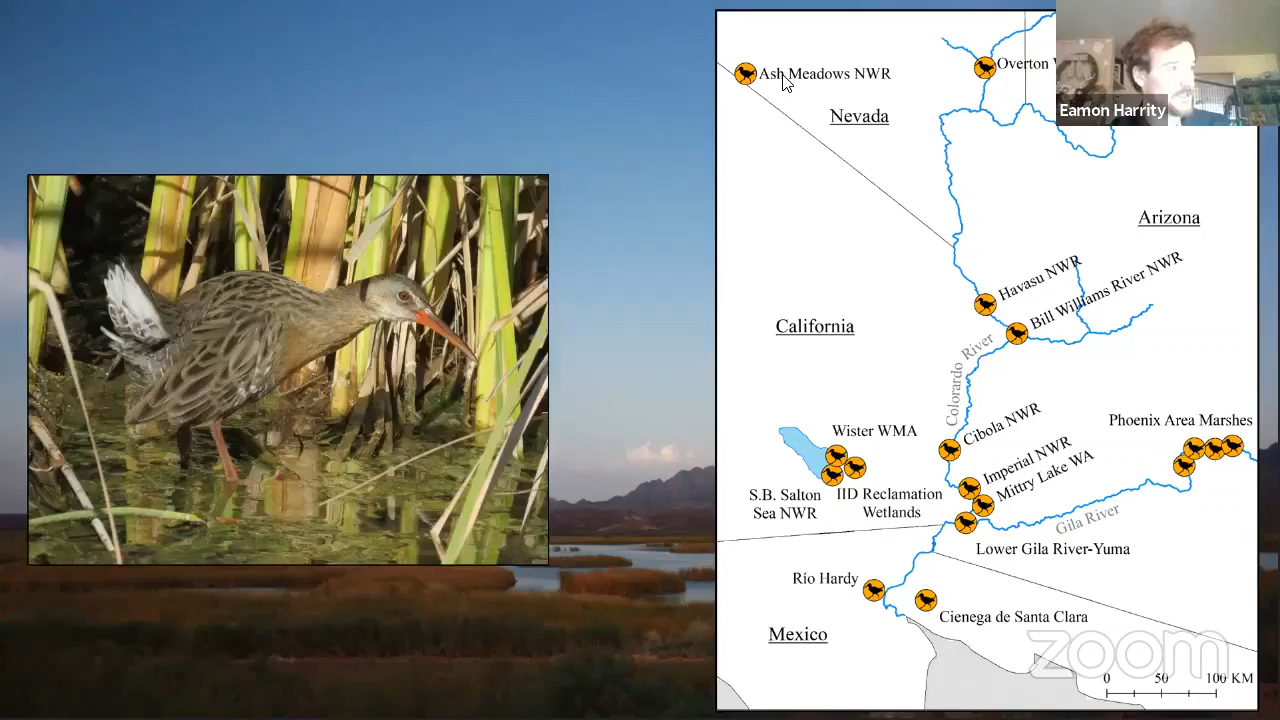 Ash Meadows NWR
Overton
Eamon Harrity
Nevada
Arizona
Havasu NWR
Bill Williams River NWR
California
Colorardo River
Cibola NWR
Phoenix Area Marshes
Wister WMA
Imperial NWR
Mittry Lake WA
S.B. Salton
Sea NWR
IID Reclamation
Wetlands
Gila River
Lower Gila River-Yuma
Río Hardy
Cienega de Santa Clara
Mexico
zoom
0 50 100 KM